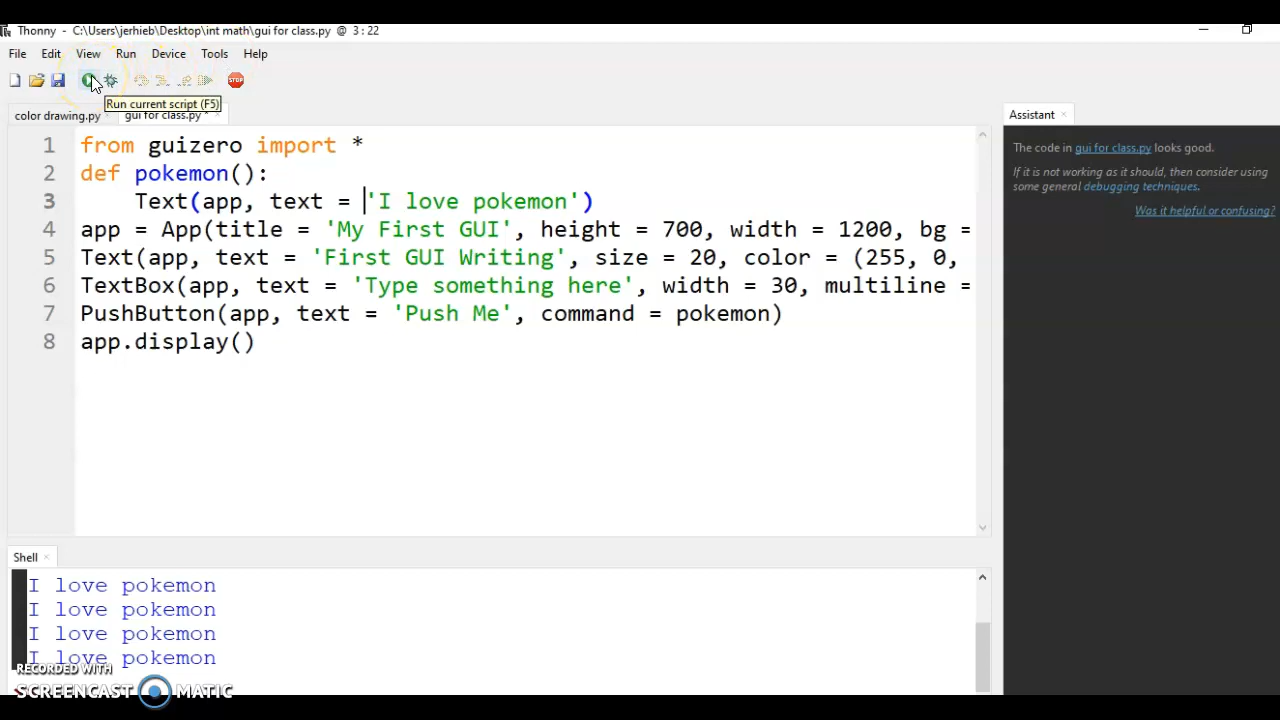 Thonny - C:\Users\jerhieb\Desktop\int math\gui for class.py @ 3 : 22
File Edit View Run Device Tools Help
STOP
Run current script (F5)
color drawing.py gui for class.py *
Assistant
1 from guizero import *
2 def pokemon():
3 Text(app, text = 'I love pokemon')
4 app = App(title = 'My First GUI', height = 700, width = 1200, bg =
5 Text(app, text = 'First GUI Writing', size = 20, color = (255, 0,
6 TextBox(app, text = 'Type something here', width = 30, multiline =
7 PushButton(app, text = 'Push Me', command = pokemon)
8 app.display()
The code in gui for class.py looks good.
If it is not working as it should, then consider using
some general debugging techniques.
Was it helpful or confusing?
Shell
I love pokemon
I love pokemon
I love pokemon
I love pokemon
RECORDED WITH
SCREENCAST MATIC